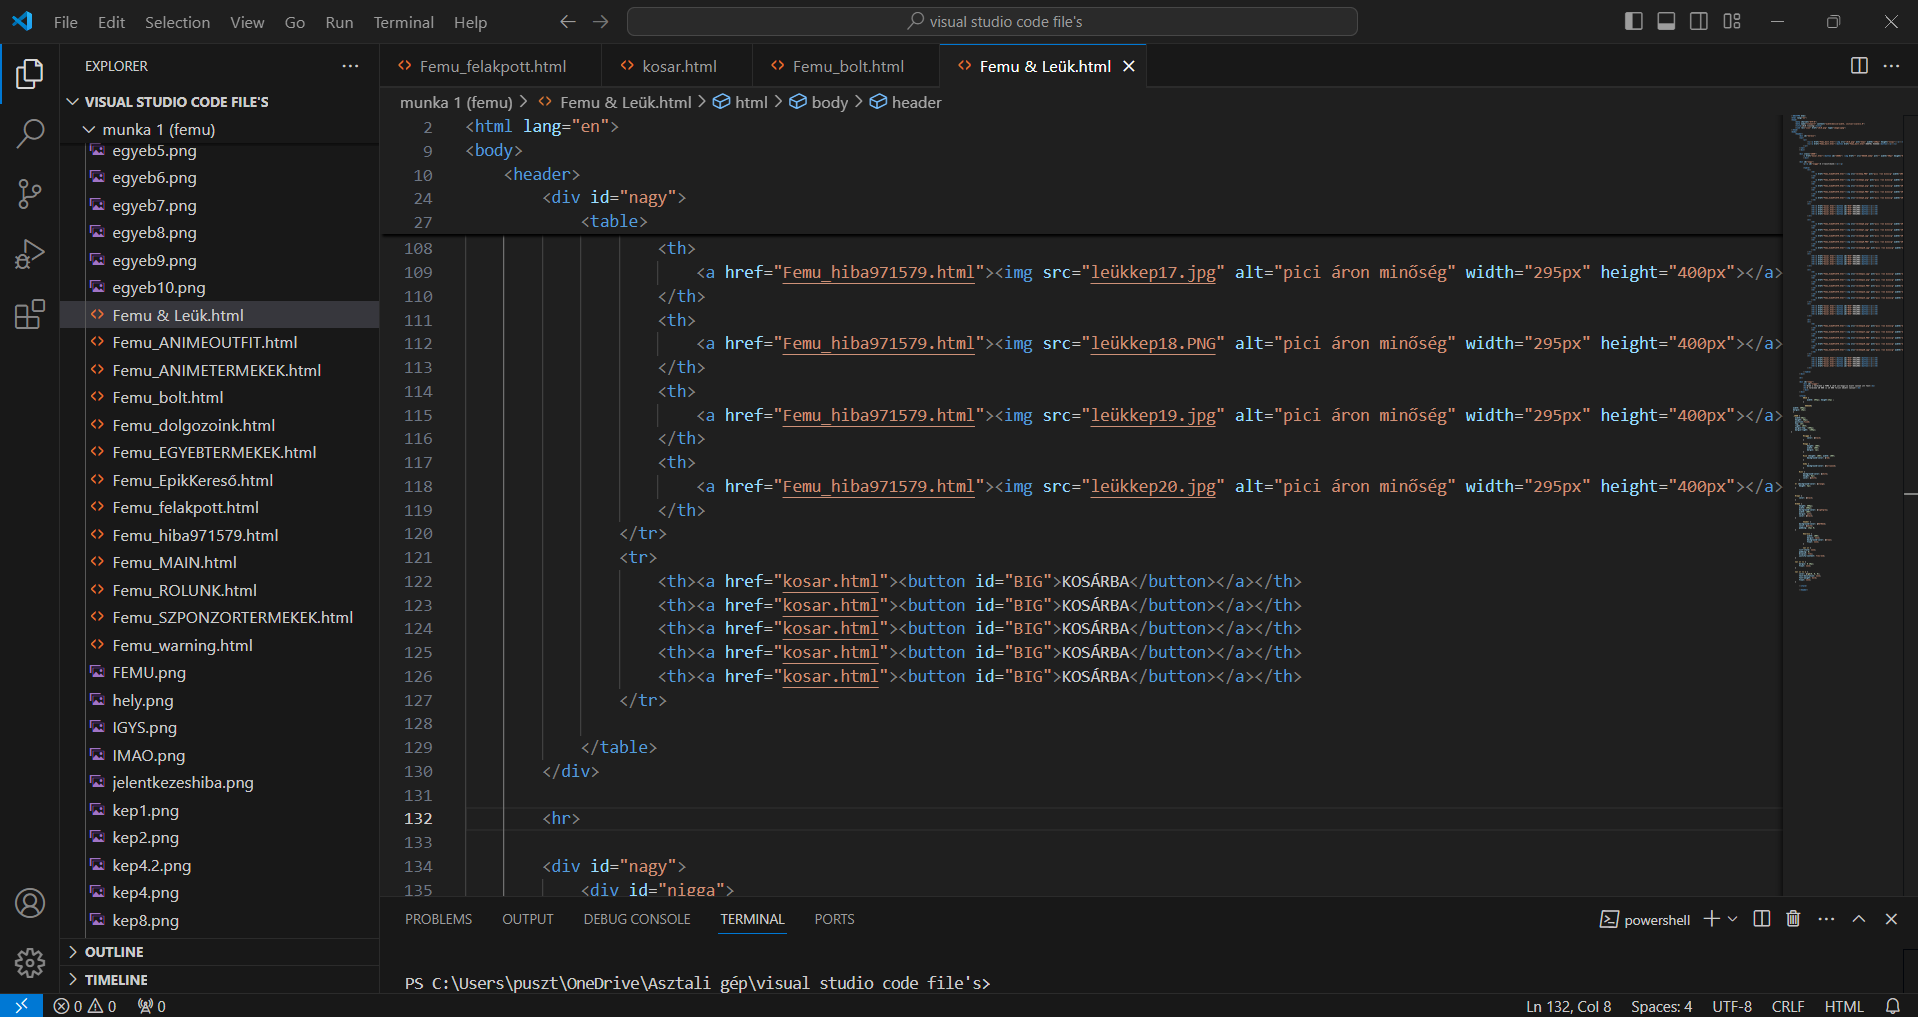 File Edit Selection View Go Run Terminal Help
visual studio code file's
EXPLORER
VISUAL STUDIO CODE FILE'S
munka 1 (femu)
egyeb5.png
egyeb6.png
egyeb7.png
egyeb8.png
egyeb9.png
egyeb10.png
Femu & Leük.html
Femu_ANIMEOUTFIT.html
Femu_ANIMETERMEKEK.html
Femu_bolt.html
Femu_dolgozoink.html
Femu_EGYEBTERMEKEK.html
Femu_EpikKereső.html
Femu_felakpott.html
Femu_hiba971579.html
Femu_MAIN.html
Femu_ROLUNK.html
Femu_SZPONZORTERMEKEK.html
Femu_warning.html
FEMU.png
hely.png
IGYS.png
IMAO.png
jelentkezeshiba.png
kep1.png
kep2.png
kep4.2.png
kep4.png
kep8.png
OUTLINE
TIMELINE
Femu_felakpott.html kosar.html Femu_bolt.html Femu & Leük.html
munka 1 (femu) > Femu & Leük.html > html > body > header
2 <html lang="en">
9 <body>
10 <header>
24 <div id="nagy">
27 <table>
108 <th>
109 <a href="Femu_hiba971579.html"><img src="leükkep17.jpg" alt="pici áron minőség" width="295px" height="400px"></a>
110 </th>
111 <th>
112 <a href="Femu_hiba971579.html"><img src="leükkep18.PNG" alt="pici áron minőség" width="295px" height="400px"></a>
113 </th>
114 <th>
115 <a href="Femu_hiba971579.html"><img src="leükkep19.jpg" alt="pici áron minőség" width="295px" height="400px"></a>
116 </th>
117 <th>
118 <a href="Femu_hiba971579.html"><img src="leükkep20.jpg" alt="pici áron minőség" width="295px" height="400px"></a>
119 </th>
120 </tr>
121 <tr>
122 <th><a href="kosar.html"><button id="BIG">KOSÁRBA</button></a></th>
123 <th><a href="kosar.html"><button id="BIG">KOSÁRBA</button></a></th>
124 <th><a href="kosar.html"><button id="BIG">KOSÁRBA</button></a></th>
125 <th><a href="kosar.html"><button id="BIG">KOSÁRBA</button></a></th>
126 <th><a href="kosar.html"><button id="BIG">KOSÁRBA</button></a></th>
127 </tr>
128
129 </table>
130 </div>
131
132 <hr>
133
134 <div id="nagy">
135 <div id="nigga">
PROBLEMS OUTPUT DEBUG CONSOLE TERMINAL PORTS
powershell
PS C:\Users\puszt\OneDrive\Asztali gép\visual studio code file's>
0 0 0
Ln 132, Col 8 Spaces: 4 UTF-8 CRLF HTML